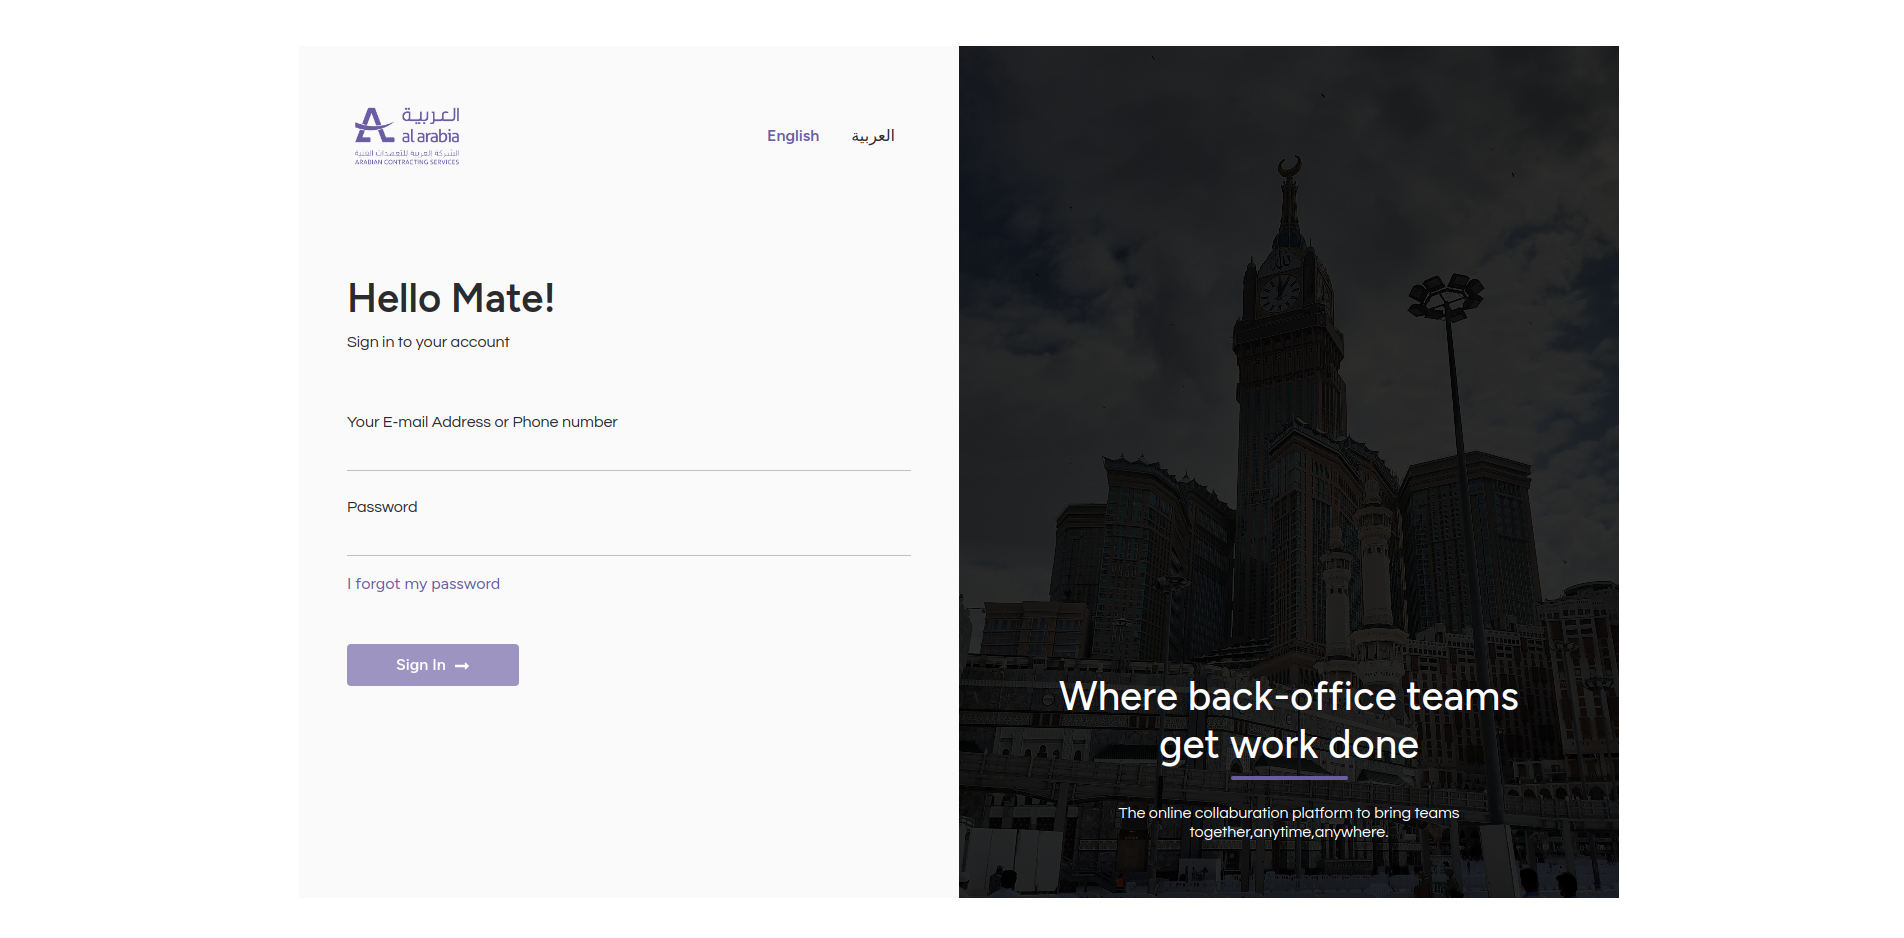 العربية
al arabia
الشركة العربية للتعهدات الفنية
ARABIAN CONTRACTING SERVICES
English
العربية
Hello Mate!
Sign in to your account
Your E-mail Address or Phone number
Password
I forgot my password
Sign In
Where back-office teams
get work done
The online collaburation platform to bring teams
together,anytime,anywhere.